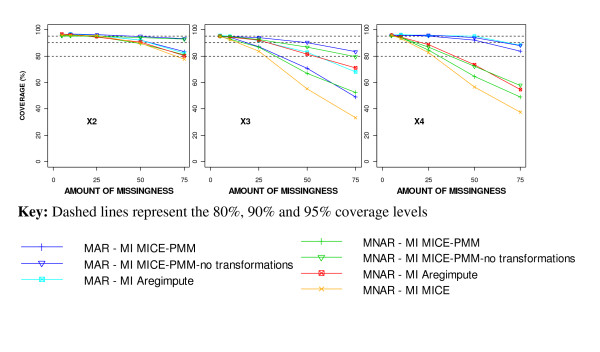 COVERAGE (%)
100
80
60
40
20
0
X2
0 25 50 75
AMOUNT OF MISSINGNESS
100
80
60
40
20
0
X3
0 25 50 75
AMOUNT OF MISSINGNESS
100
80
60
40
20
0
X4
0 25 50 75
AMOUNT OF MISSINGNESS
Key: Dashed lines represent the 80%, 90% and 95% coverage levels
MAR - MI MICE-PMM
MAR - MI MICE-PMM-no transformations
MAR - MI Aregimpute
MNAR - MI MICE-PMM
MNAR - MI MICE-PMM-no transformations
MNAR - MI Aregimpute
MNAR - MI MICE